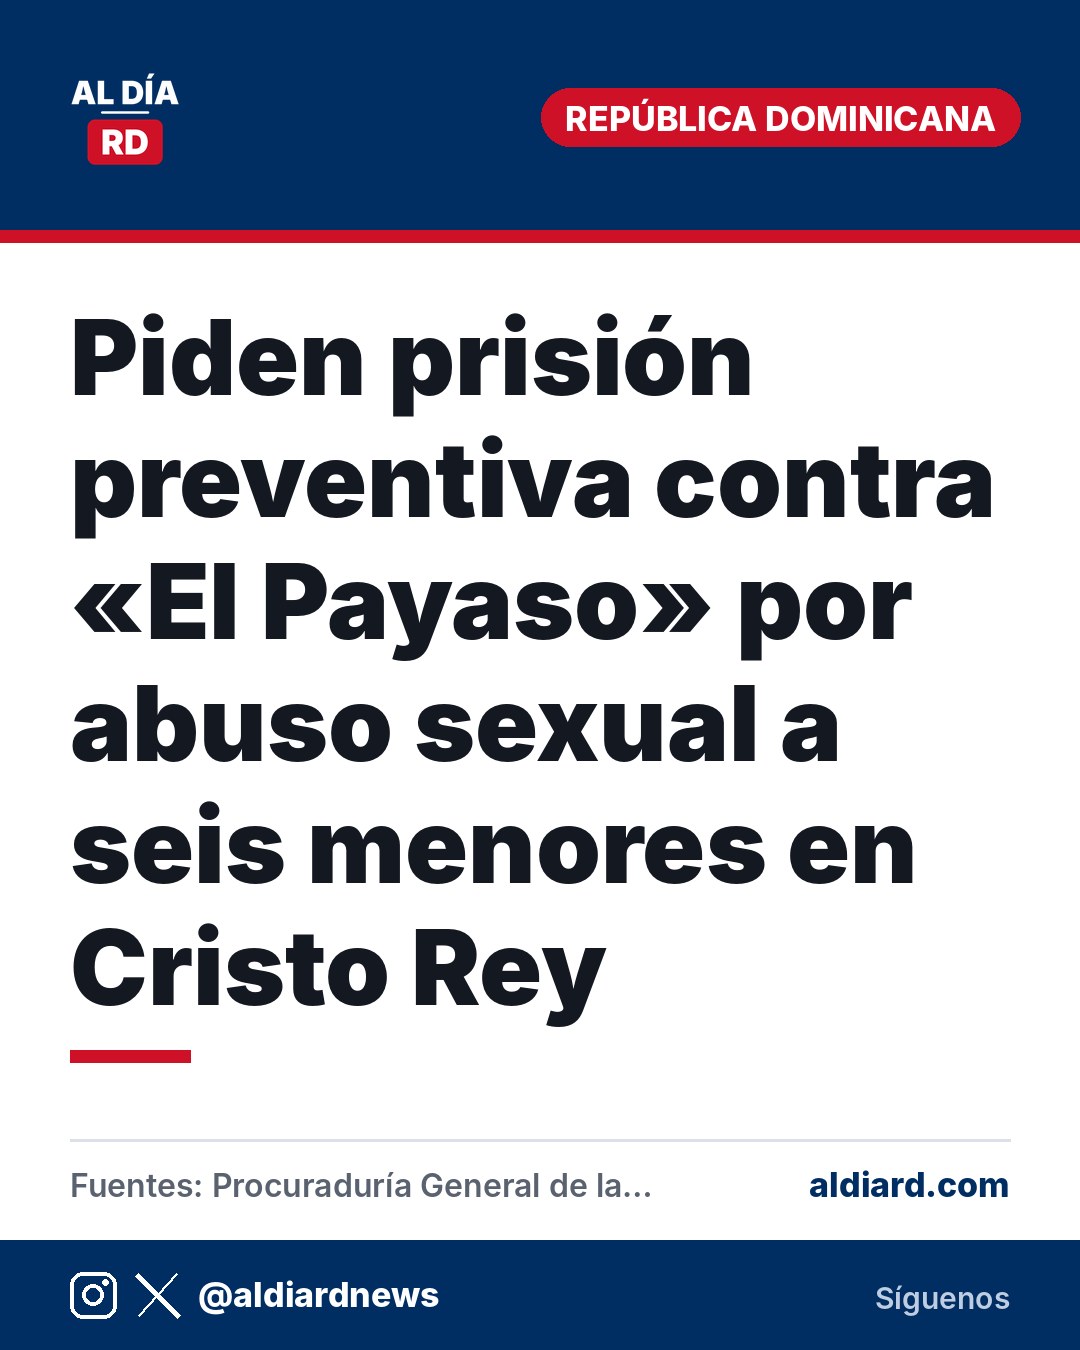 AL DÍA
RD
REPÚBLICA DOMINICANA
Piden prisión
preventiva contra
«El Payaso» por
abuso sexual a
seis menores en
Cristo Rey
Fuentes: Procuraduría General de la...
aldiard.com
@aldiardnews
Síguenos